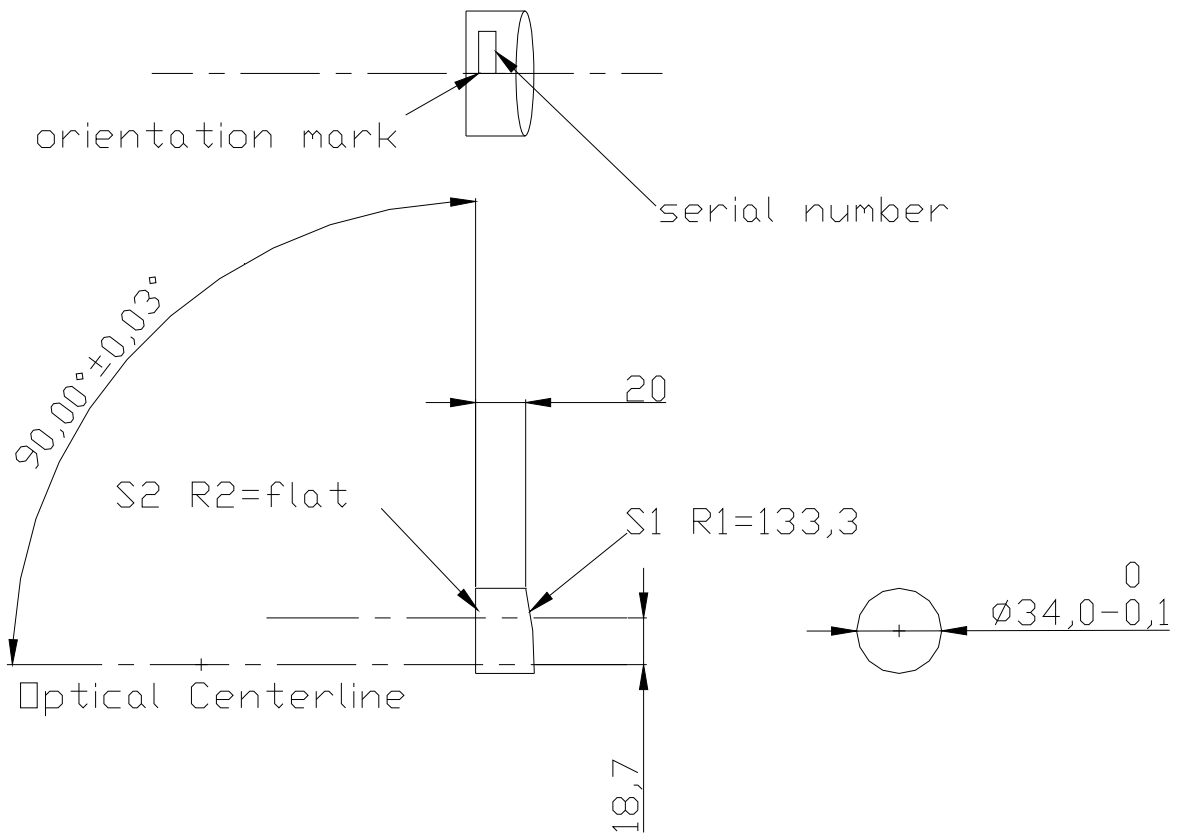 orientation mark
serial number
90,00°±0,03°
20
S2 R2=flat
S1 R1=133,3
0
⌀34,0-0,1
Optical Centerline
18,7